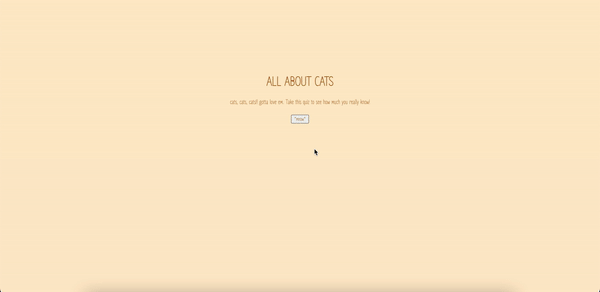 ALL ABOUT CATS
cats, cats, cats!! gotta love em. Take this quiz to see how much you really know!
"meow"